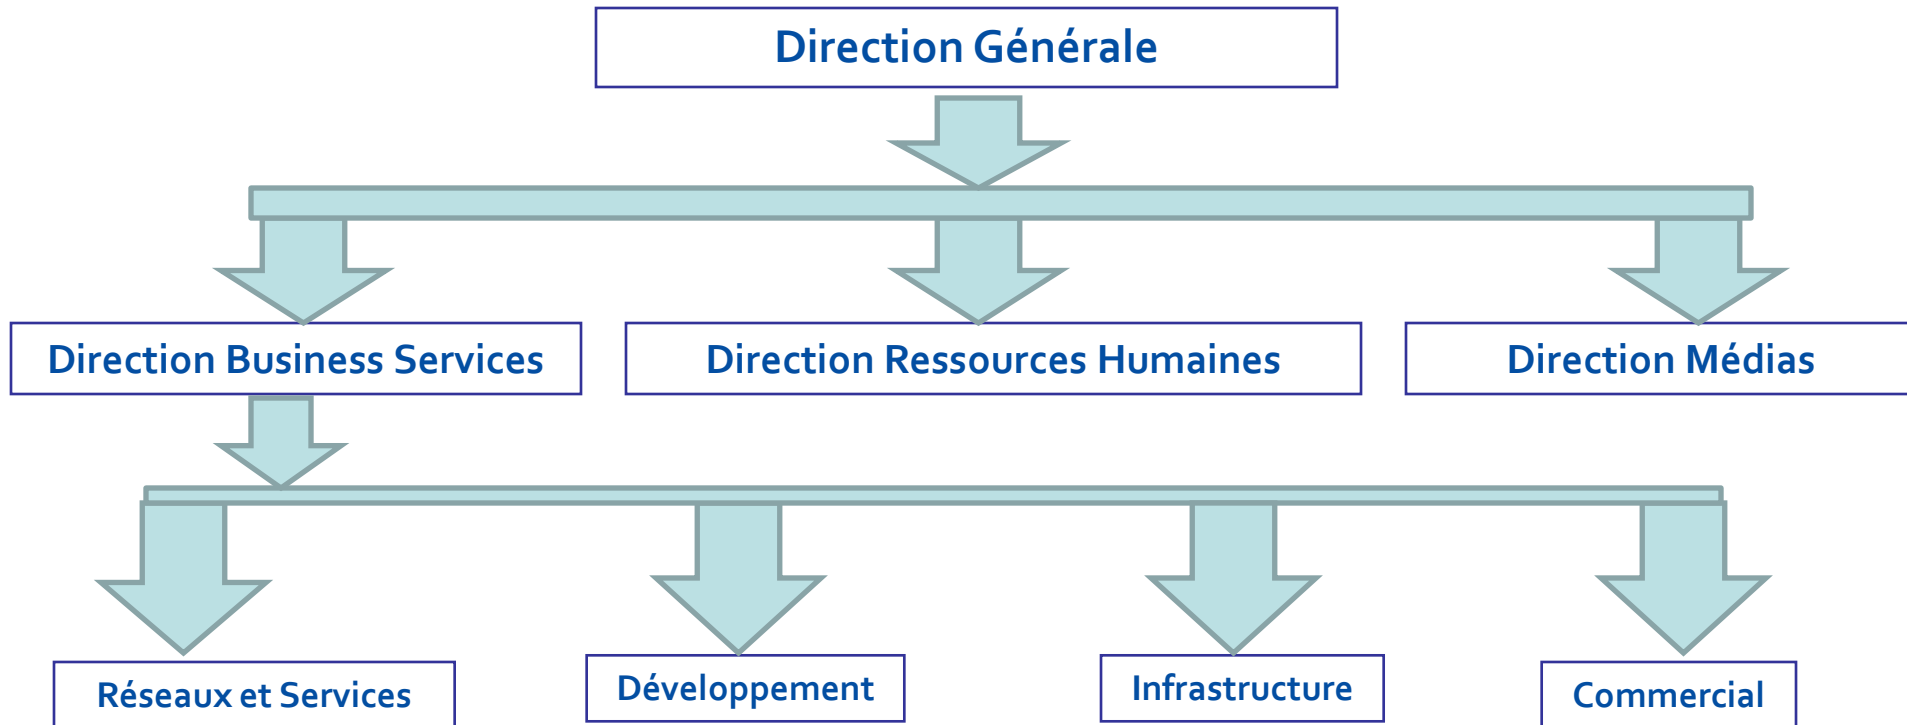 Direction Générale
Direction Business Services
Direction Ressources Humaines
Direction Médias
Réseaux et Services
Développement
Infrastructure
Commercial